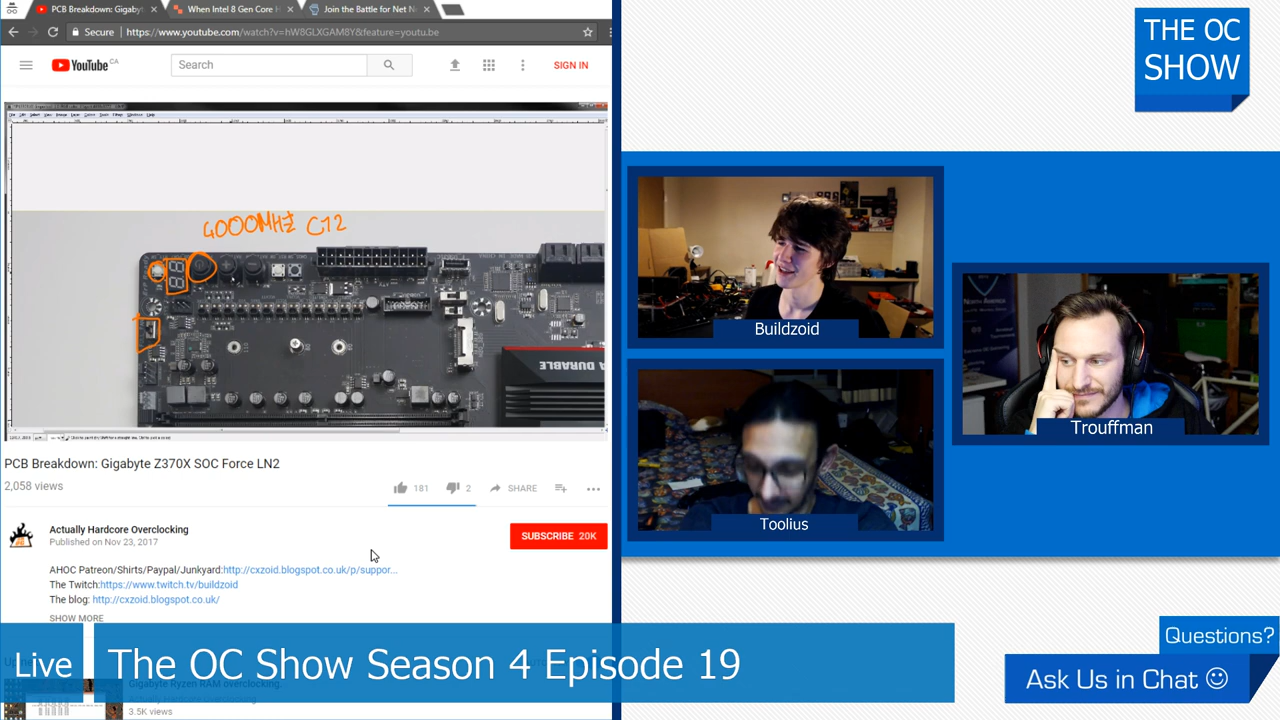 PCB Breakdown: Gigaby
When Intel 8 Gen Core H
Join the Battle for Net N
Secure
https://www.youtube.com/watch?v=hW8GLXGAM8Y&feature=youtu.be
YouTube CA
Search
SIGN IN
4000MHz C12
DURABLE
PCB Breakdown: Gigabyte Z370X SOC Force LN2
2,058 views
181
2
SHARE
Actually Hardcore Overclocking
Published on Nov 23, 2017
SUBSCRIBE 20K
AHOC Patreon/Shirts/Paypal/Junkyard:http://cxzoid.blogspot.co.uk/p/suppor...
The Twitch:https://www.twitch.tv/buildzoid
The blog: http://cxzoid.blogspot.co.uk/
SHOW MORE
Live
The OC Show Season 4 Episode 19
Gigabyte Ryzen RAM overclocking.
Actually Hardcore Overclocking
3.5K views
THE OC
SHOW
Buildzoid
Toolius
Trouffman
Questions?
Ask Us in Chat